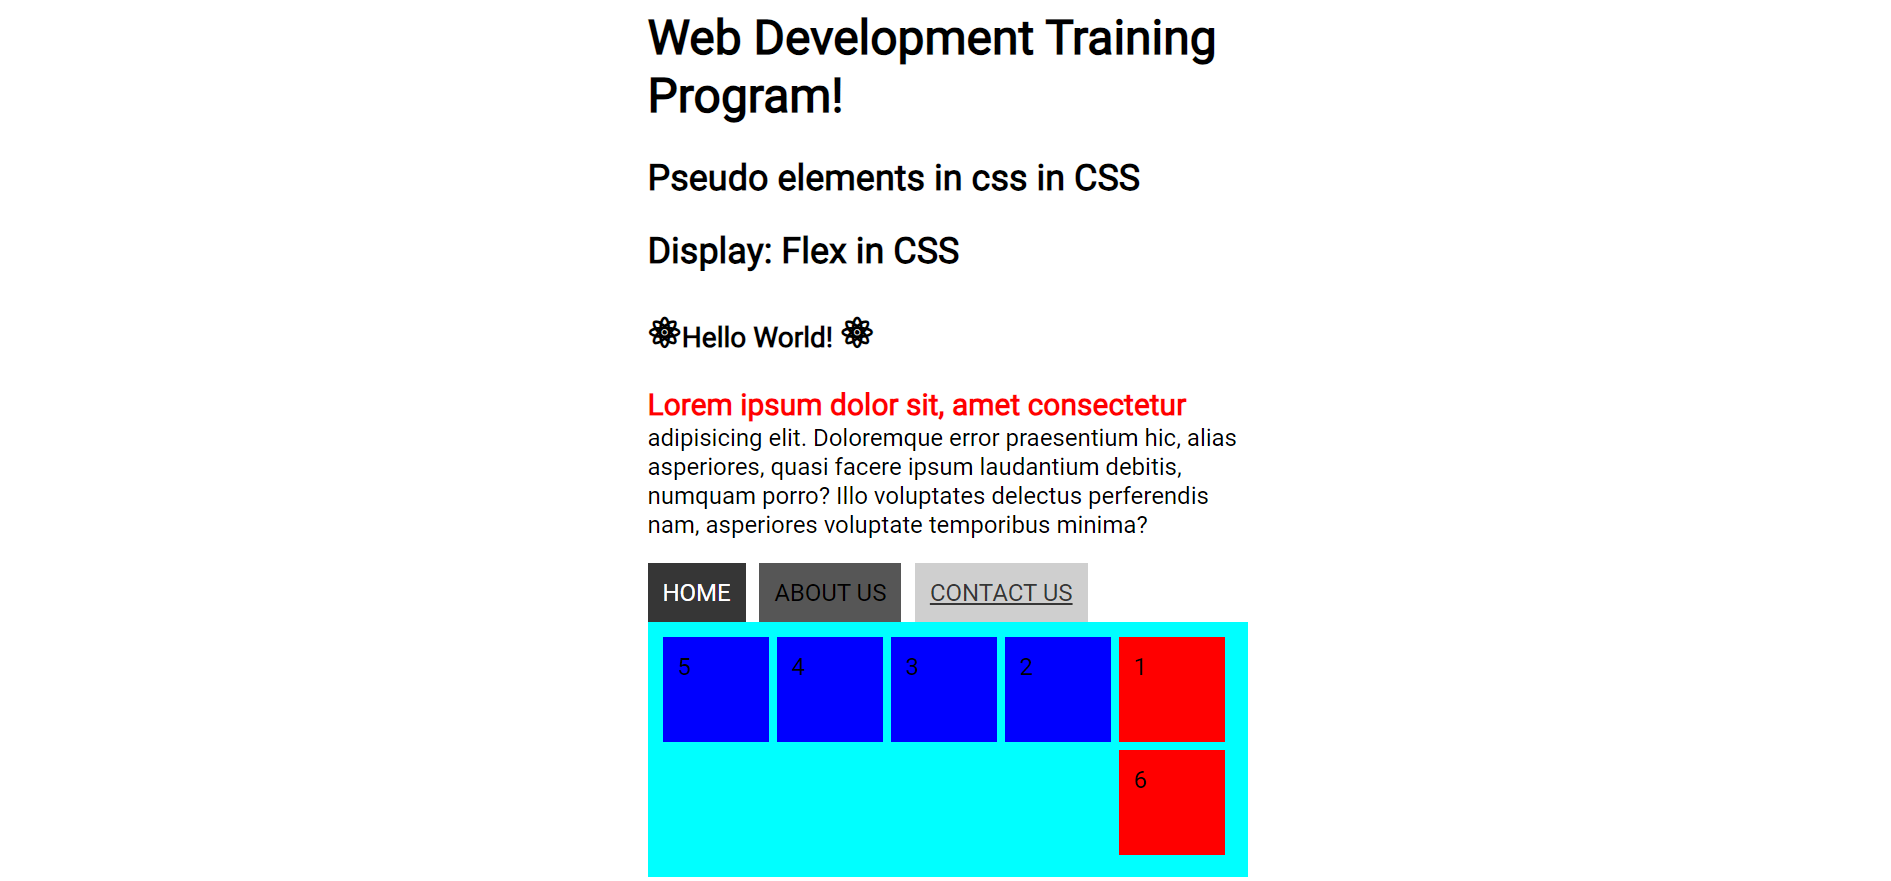 Web Development Training
Program!
Pseudo elements in css in CSS
Display: Flex in CSS
Hello World!
Lorem ipsum dolor sit, amet consectetur
adipisicing elit. Doloremque error praesentium hic, alias
asperiores, quasi facere ipsum laudantium debitis,
numquam porro? Illo voluptates delectus perferendis
nam, asperiores voluptate temporibus minima?
HOME ABOUT US CONTACT US
5 4 3 2 1
6